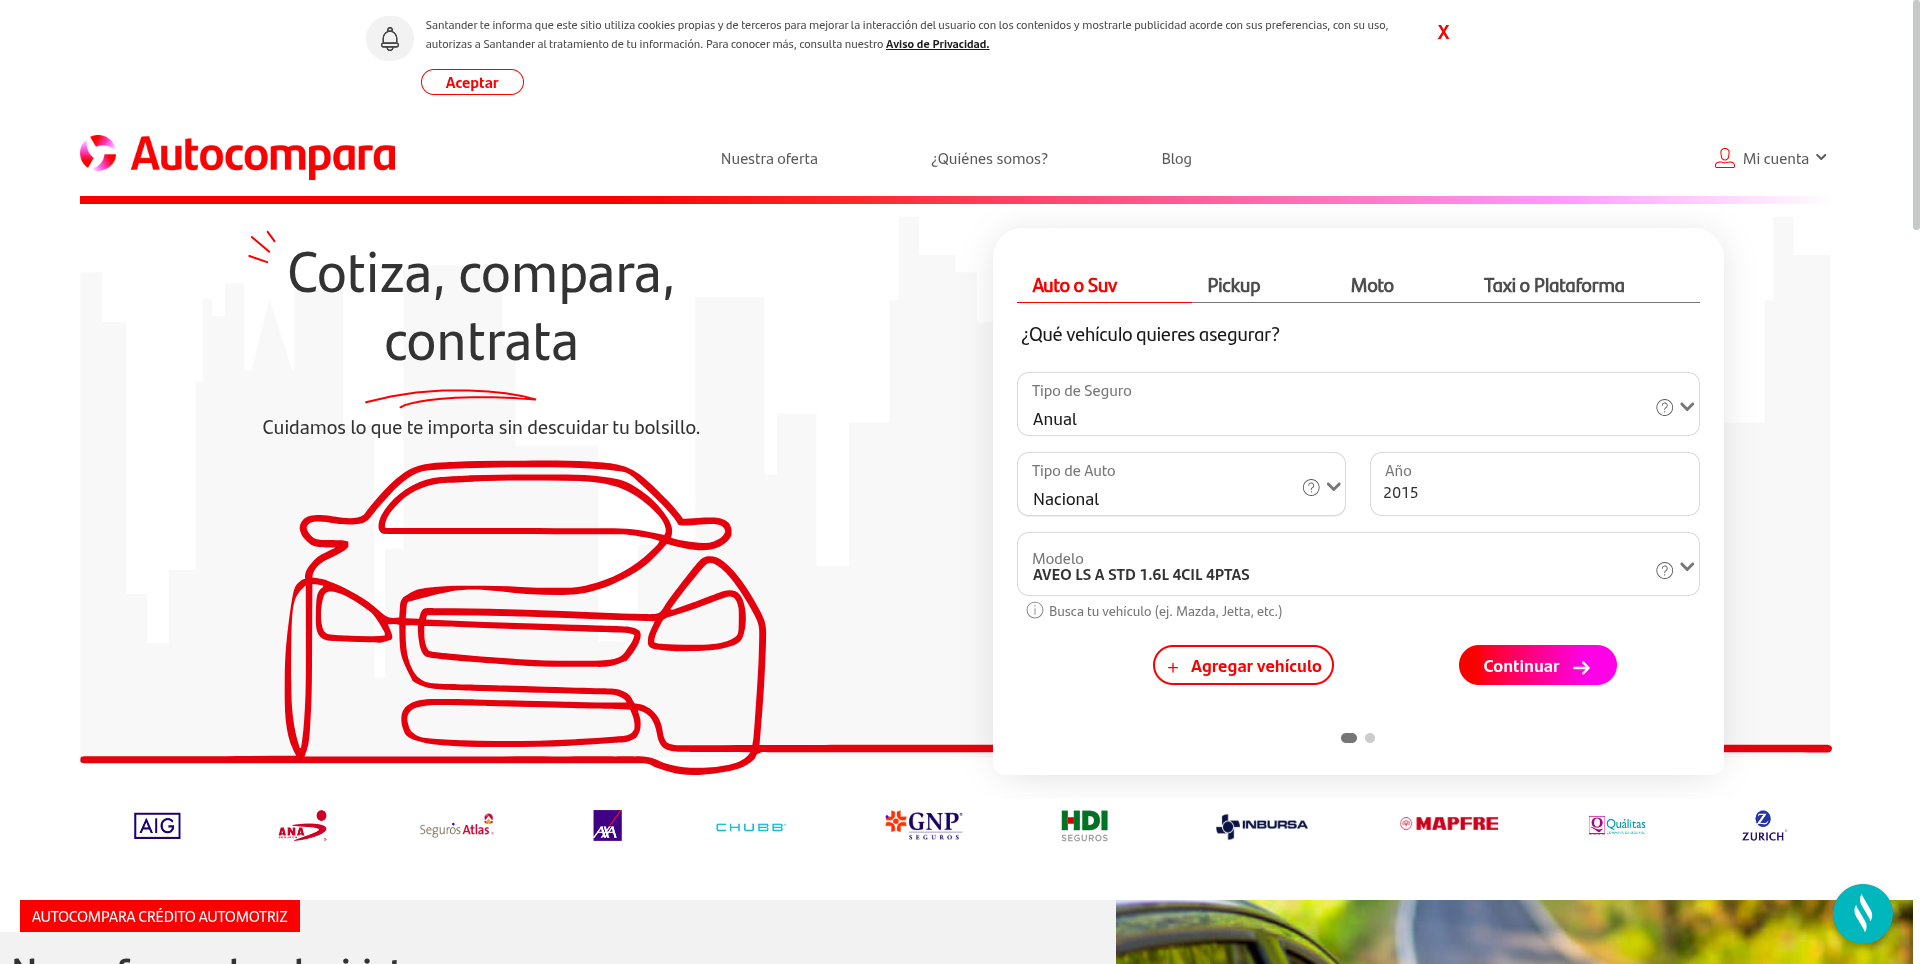 Santander te informa que este sitio utiliza cookies propias y de terceros para mejorar la interacción del usuario con los contenidos y mostrarle publicidad acorde con sus preferencias, con su uso,
autorizas a Santander al tratamiento de tu información. Para conocer más, consulta nuestro Aviso de Privacidad.
X
Aceptar
Autocompara
Nuestra oferta
¿Quiénes somos?
Blog
Mi cuenta
Cotiza, compara,
contrata
Cuidamos lo que te importa sin descuidar tu bolsillo.
Auto o Suv
Pickup
Moto
Taxi o Plataforma
¿Qué vehículo quieres asegurar?
Tipo de Seguro
Anual
Tipo de Auto
Nacional
Año
2015
Modelo
AVEO LS A STD 1.6L 4CIL 4PTAS
Busca tu vehículo (ej. Mazda, Jetta, etc.)
+ Agregar vehículo
Continuar
AIG
ANA
Seguros Atlas
AXA
CHUBB
GNP
SEGUROS
HDI
SEGUROS
INBURSA
MAPFRE
Quálitas
ZURICH
AUTOCOMPARA CRÉDITO AUTOMOTRIZ